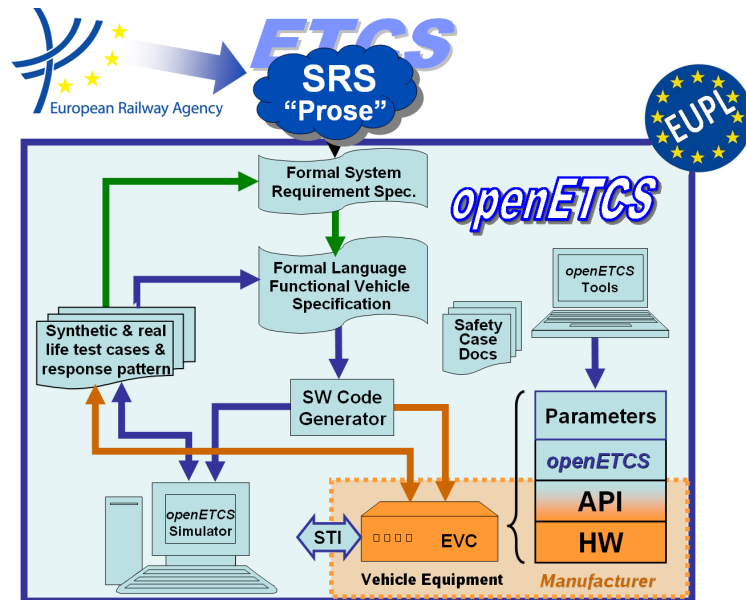 ETCS
SRS
“Prose”
European Railway Agency
EUPL
Formal System
Requirement Spec.
openETCS
Formal Language
Functional Vehicle
Specification
openETCS
Tools
Synthetic & real
life test cases &
response pattern
Safety
Case
Docs
SW Code
Generator
Parameters
openETCS
API
HW
openETCS
Simulator
STI
EVC
Vehicle Equipment
Manufacturer